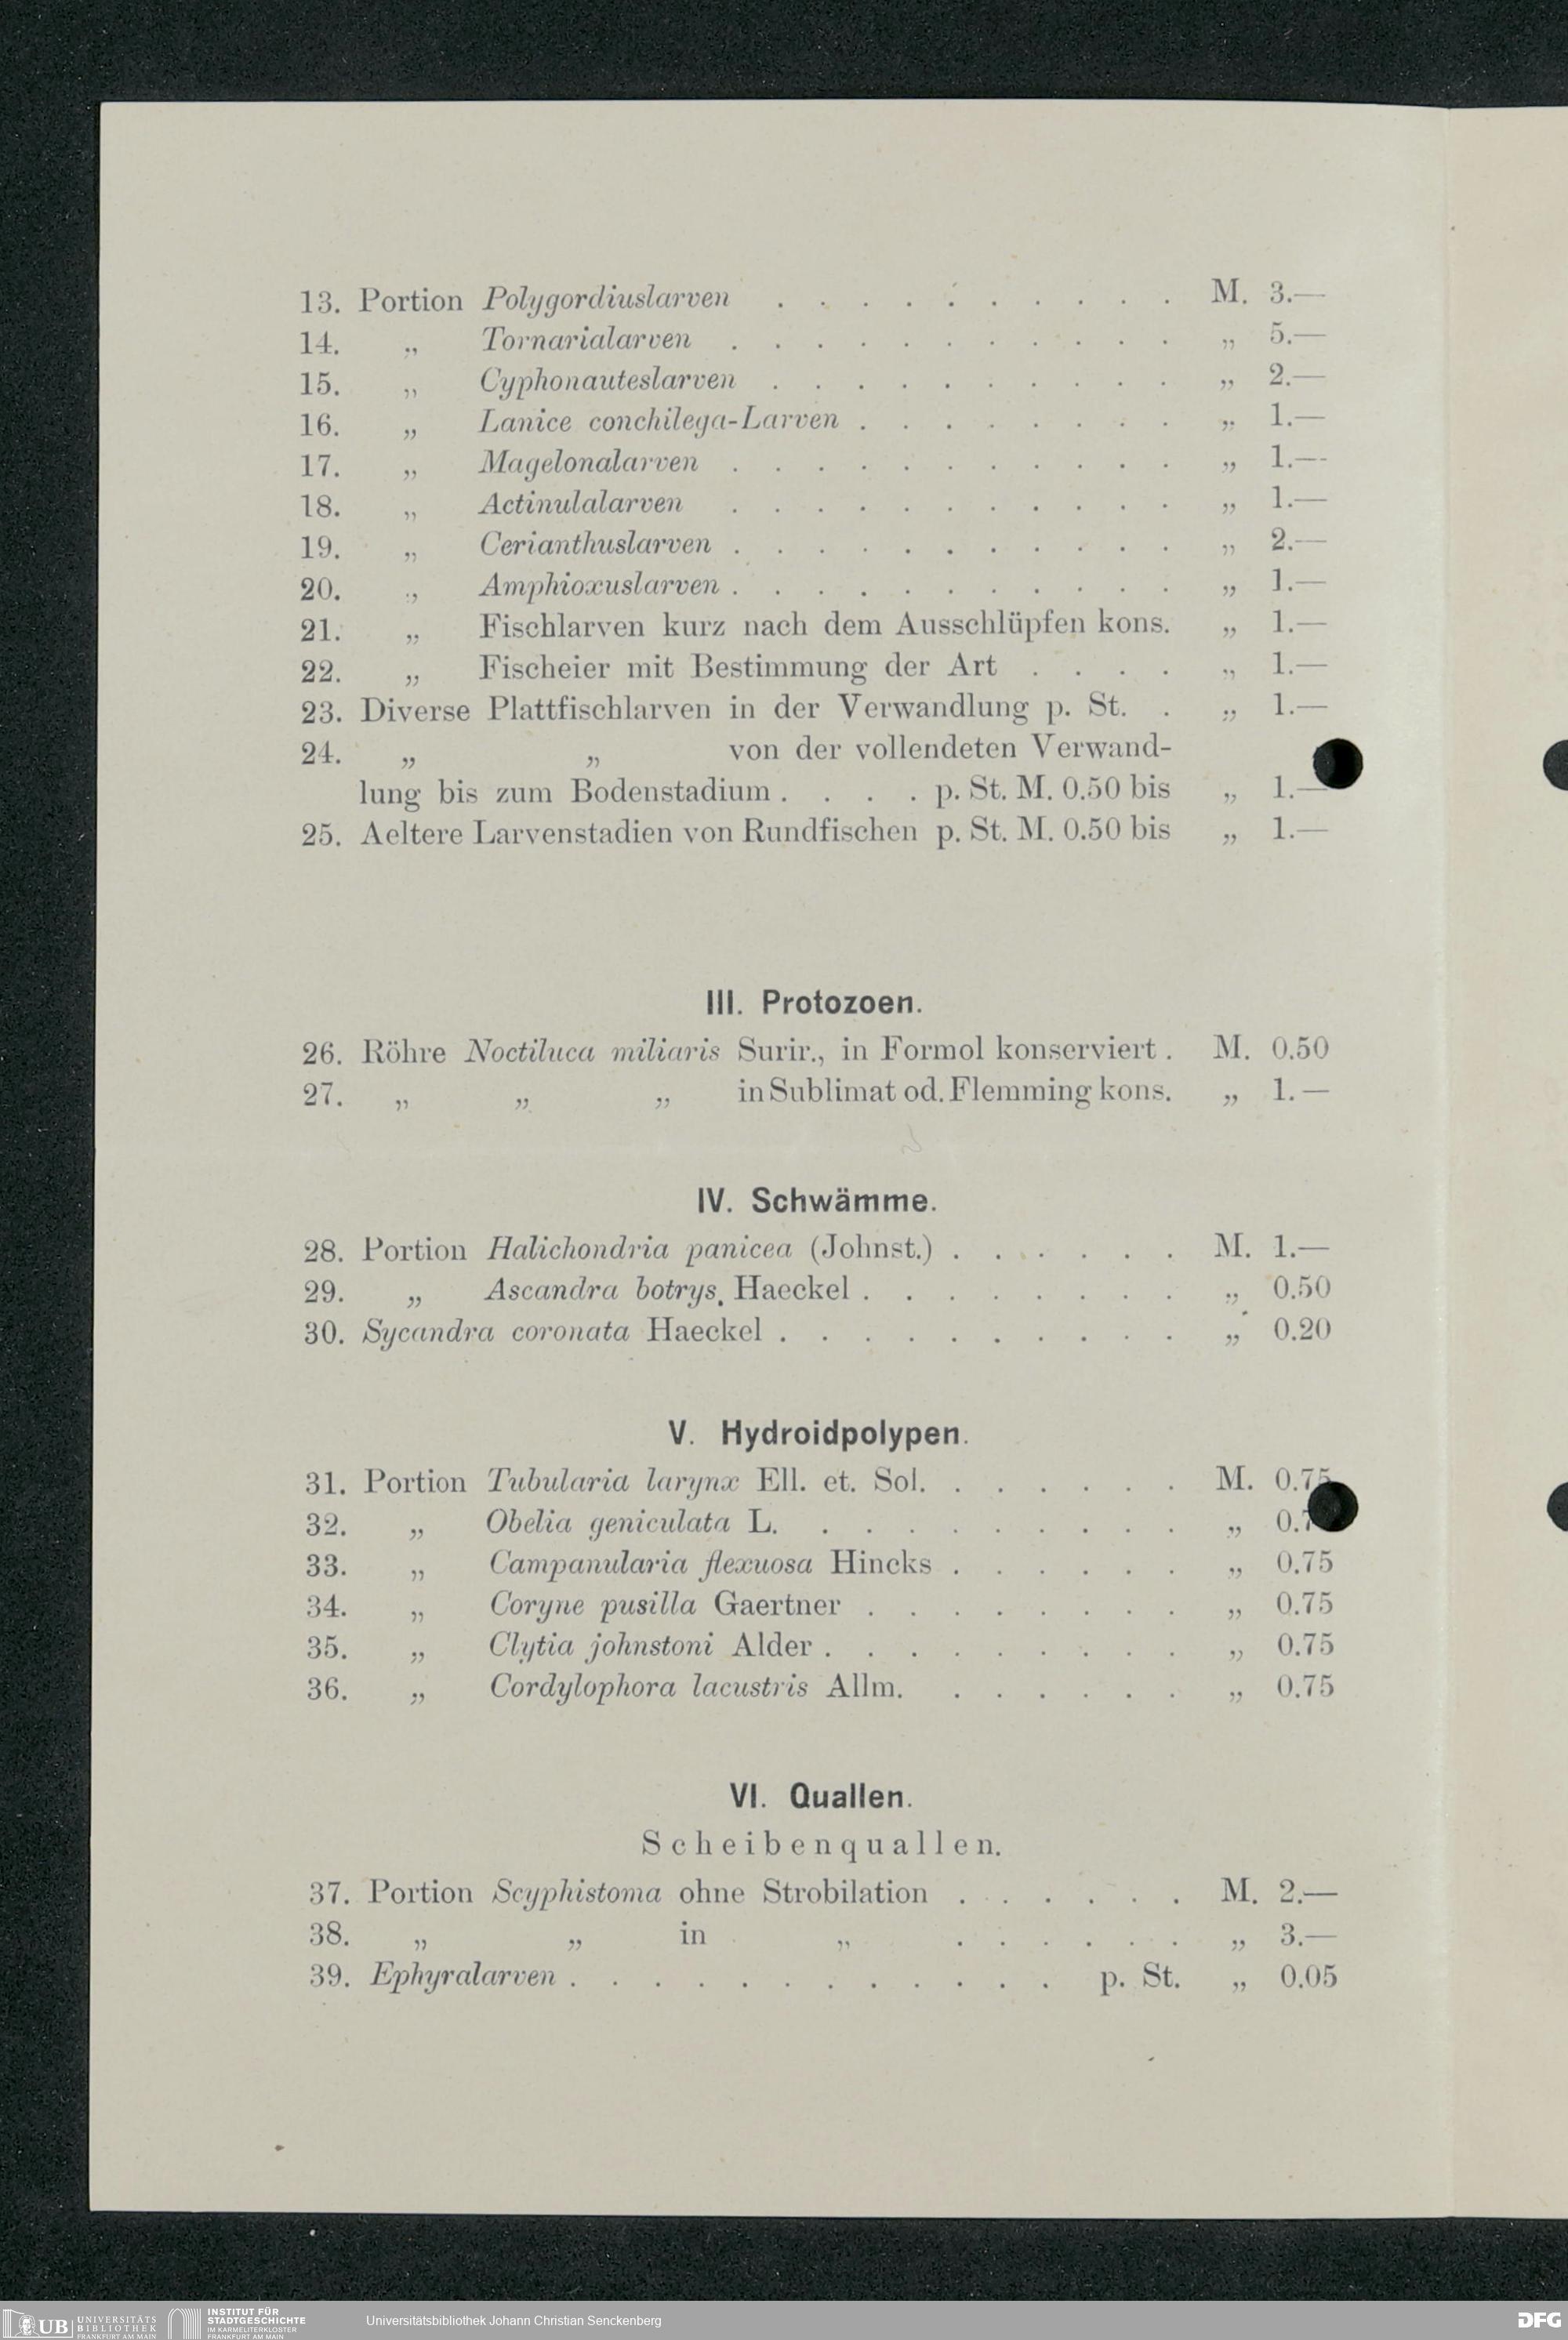 13. Portion Polygordiuslarven . . . . . . . . . . M. 3.—
14. „ Tornarialarven . . . . . . . . . . . „ 5.—
15. „ Cyphonauteslarven . . . . . . . . . . „ 2.—
16. „ Lanice conchilega-Larven . . . . . . . . „ 1.—
17. „ Magelonalarven . . . . . . . . . . . „ 1.—
18. „ Actinulalarven . . . . . . . . . . . „ 1.—
19. „ Cerianthuslarven . . . . . . . . . . . „ 2.—
20. „ Amphioxuslarven . . . . . . . . . . . „ 1.—
21. „ Fischlarven kurz nach dem Ausschlüpfen kons. „ 1.—
22. „ Fischeier mit Bestimmung der Art . . . . „ 1.—
23. Diverse Plattfischlarven in der Verwandlung p. St. . „ 1.—
24. „ „ von der vollendeten Verwand-
lung bis zum Bodenstadium . . . . p. St. M. 0.50 bis „ 1.—
25. Aeltere Larvenstadien von Rundfischen p. St. M. 0.50 bis „ 1.—
III. Protozoen.
26. Röhre Noctiluca miliaris Surir., in Formol konserviert . M. 0.50
27. „ „ „ in Sublimat od. Flemming kons. „ 1.—
IV. Schwämme.
28. Portion Halichondria panicea (Johnst.) . . . . . . M. 1.—
29. „ Ascandra botrys, Haeckel . . . . . . . . „ 0.50
30. Sycandra coronata Haeckel . . . . . . . . . . „ 0.20
V. Hydroidpolypen.
31. Portion Tubularia larynx Ell. et. Sol. . . . . . . M. 0.75
32. „ Obelia geniculata L. . . . . . . . . . „
33. „ Campanularia flexuosa Hincks . . . . . . „ 0.75
34. „ Coryne pusilla Gaertner . . . . . . . . „ 0.75
35. „ Clytia johnstoni Alder . . . . . . . . . „ 0.75
36. „ Cordylophora lacustris Allm. . . . . . . „ 0.75
VI. Quallen.
Scheibenquallen.
37. Portion Scyphistoma ohne Strobilation . . . . . . M. 2.—
38. „ „ in „ . . . . . . „ 3.—
39. Ephyralarven . . . . . . . . . . . . p. St. „ 0.05
UB UNIVERSITÄTS BIBLIOTHEK FRANKFURT AM MAIN
INSTITUT FÜR STADTGESCHICHTE IM KARMELITERKLOSTER FRANKFURT AM MAIN
Universitätsbibliothek Johann Christian Senckenberg
DFG